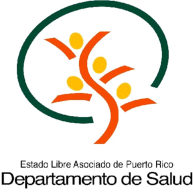 Estado Libre Asociado de Puerto Rico
Departamento de Salud